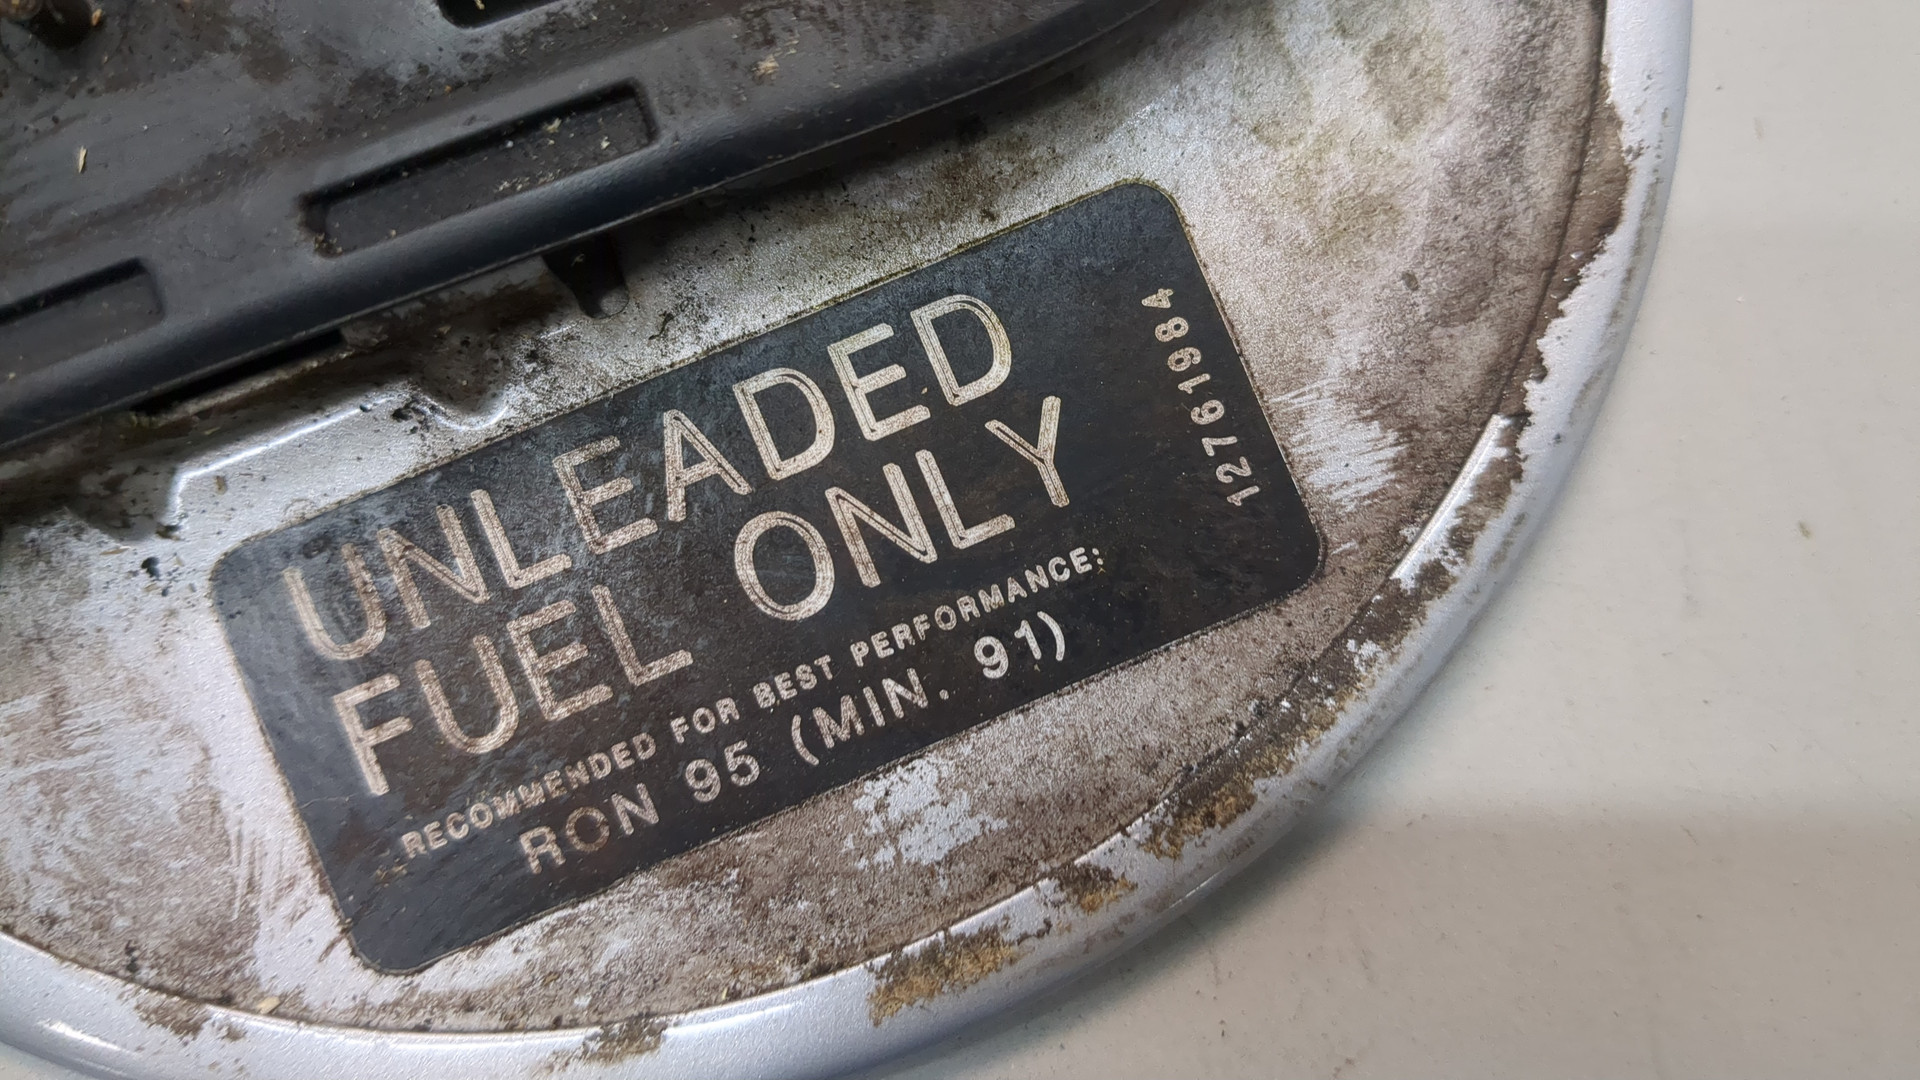 UNLEADED
FUEL ONLY
RECOMMENDED FOR BEST PERFORMANCE:
RON 95 (MIN. 91)
12761984